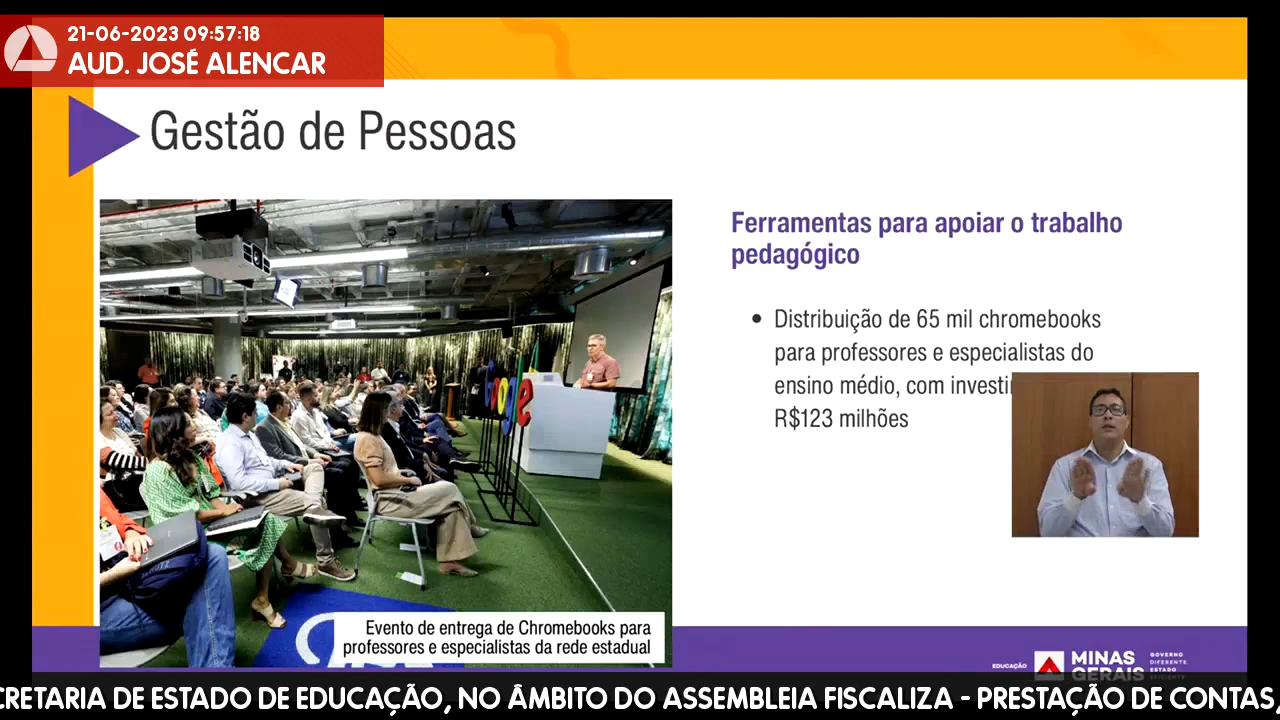 21-06-2023 09:57:18
AUD. JOSÉ ALENCAR
Gestão de Pessoas
Ferramentas para apoiar o trabalho
pedagógico
• Distribuição de 65 mil chromebooks
para professores e especialistas do
ensino médio, com investi
R$123 milhões
Google
Evento de entrega de Chromebooks para
professores e especialistas da rede estadual
EDUCAÇÃO
MINAS
GERAIS
GOVERNO
DIFERENTE
ESTADO
EFICIENTE
CRETARIA DE ESTADO DE EDUCAÇÃO, NO ÂMBITO DO ASSEMBLEIA FISCALIZA - PRESTAÇÃO DE CONTAS,